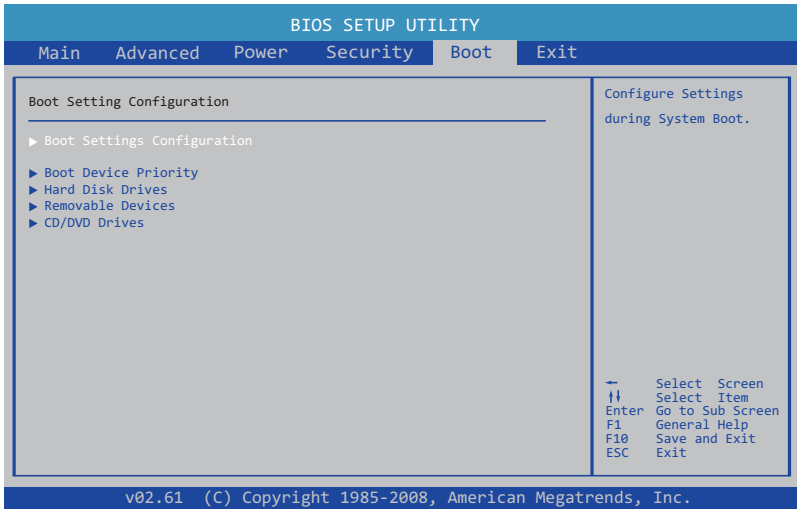 BIOS SETUP UTILITY
Main Advanced Power Security Boot Exit
Boot Setting Configuration
▶ Boot Settings Configuration
▶ Boot Device Priority
▶ Hard Disk Drives
▶ Removable Devices
▶ CD/DVD Drives
Configure Settings
during System Boot.
← Select Screen
↑↓ Select Item
Enter Go to Sub Screen
F1 General Help
F10 Save and Exit
ESC Exit
v02.61 (C) Copyright 1985-2008, American Megatrends, Inc.